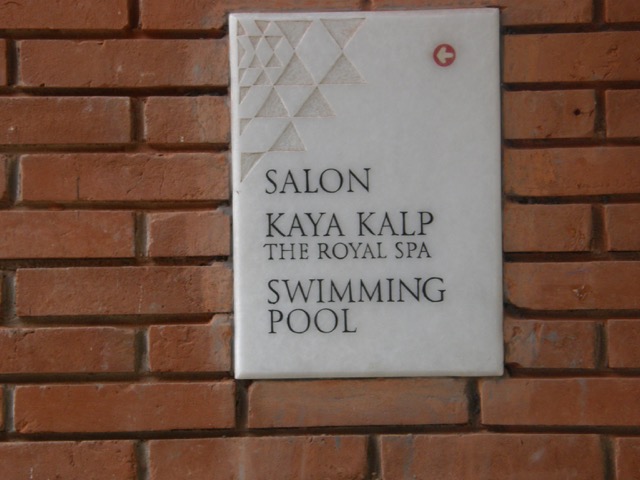 SALON
KAYA KALP
THE ROYAL SPA
SWIMMING
POOL